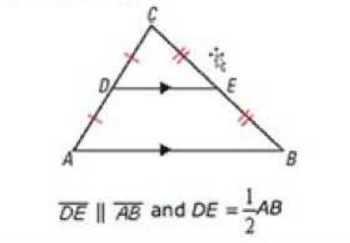 C
D
E
A
B
DE || AB and DE = 1/2 AB